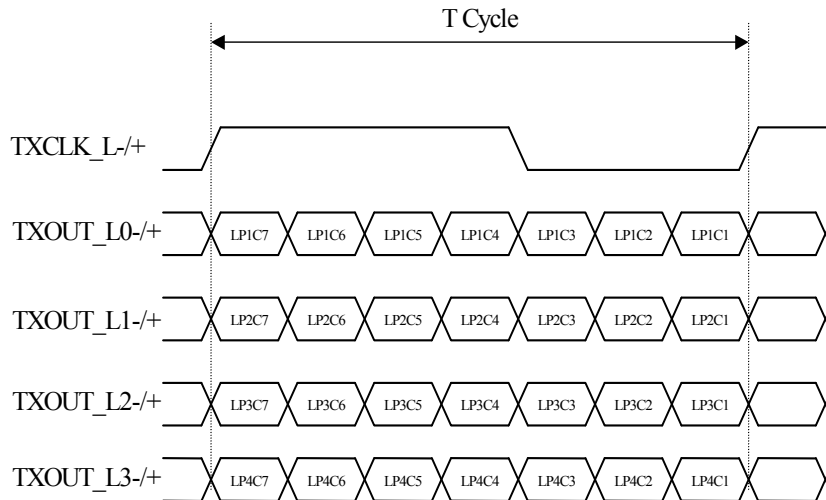 T Cycle
TXCLK_L-/+
TXOUT_L0-/+ LP1C7 LP1C6 LP1C5 LP1C4 LP1C3 LP1C2 LP1C1
TXOUT_L1-/+ LP2C7 LP2C6 LP2C5 LP2C4 LP2C3 LP2C2 LP2C1
TXOUT_L2-/+ LP3C7 LP3C6 LP3C5 LP3C4 LP3C3 LP3C2 LP3C1
TXOUT_L3-/+ LP4C7 LP4C6 LP4C5 LP4C4 LP4C3 LP4C2 LP4C1